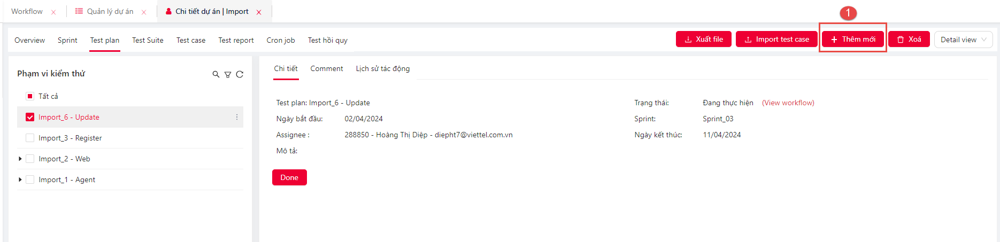 Workflow
Quản lý dự án
Chi tiết dự án | Import
1
Overview
Sprint
Test plan
Test Suite
Test case
Test report
Cron job
Test hồi quy
Xuất file
Import test case
Thêm mới
Xoá
Detail view
Phạm vi kiểm thử
Tất cả
Import_6 - Update
Import_3 - Register
Import_2 - Web
Import_1 - Agent
Chi tiết
Comment
Lịch sử tác động
Test plan: Import_6 - Update
Trạng thái: Đang thực hiện (View workflow)
Ngày bắt đầu: 02/04/2024
Sprint: Sprint_03
Assignee : 288850 - Hoàng Thị Diệp - diepht7@viettel.com.vn
Ngày kết thúc: 11/04/2024
Mô tả:
Done